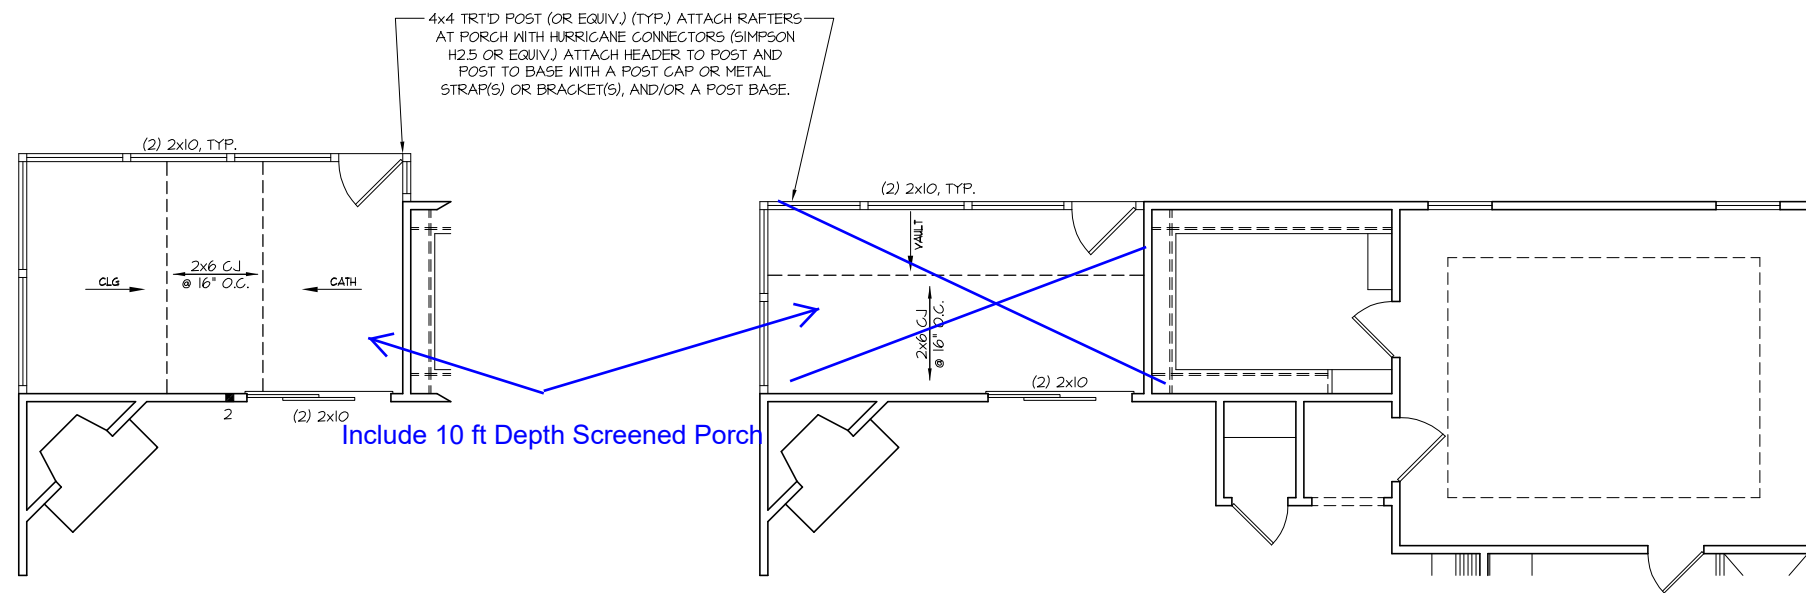 4x4 TRT'D POST (OR EQUIV.) (TYP.) ATTACH RAFTERS
AT PORCH WITH HURRICANE CONNECTORS (SIMPSON
H2.5 OR EQUIV.) ATTACH HEADER TO POST AND
POST TO BASE WITH A POST CAP OR METAL
STRAP(S) OR BRACKET(S), AND/OR A POST BASE.
(2) 2x10, TYP.
CLG
2x6 CJ
@ 16" O.C.
CATH
2
(2) 2x10
Include 10 ft Depth Screened Porch
(2) 2x10, TYP.
VAULT
2x6 CJ
@ 16" O.C.
(2) 2x10